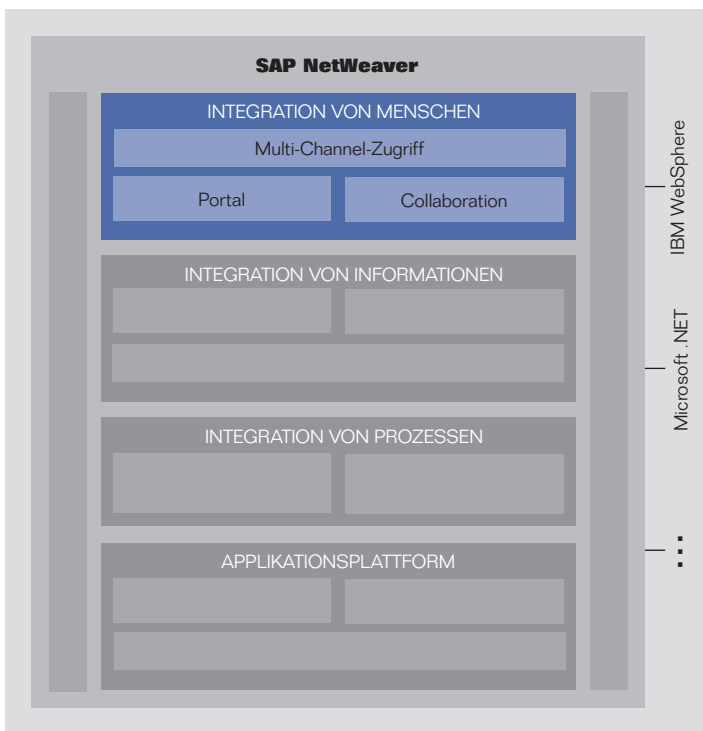 SAP NetWeaver
INTEGRATION VON MENSCHEN
Multi-Channel-Zugriff
Portal
Collaboration
INTEGRATION VON INFORMATIONEN
INTEGRATION VON PROZESSEN
APPLIKATIONSPLATTFORM
IBM WebSphere
Microsoft .NET
...